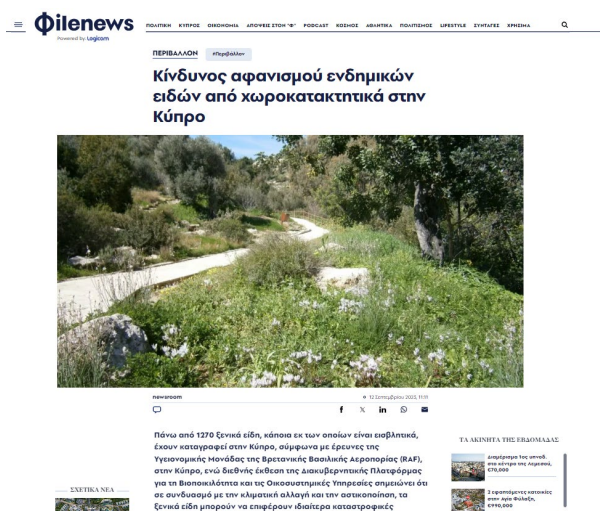 Φilenews
Powered by: Logicom
ΠΟΛΙΤΙΚΗ ΚΥΠΡΟΣ ΟΙΚΟΝΟΜΙΑ ΑΠΟΨΕΙΣ ΣΤΟΝ "Φ" PODCAST ΚΟΣΜΟΣ ΑΘΛΗΤΙΚΑ ΠΟΛΙΤΙΣΜΟΣ LIFESTYLE ΣΥΝΤΑΓΕΣ ΧΡΗΣΙΜΑ
ΠΕΡΙΒΑΛΛΟΝ #Περιβάλλον
Κίνδυνος αφανισμού ενδημικών
ειδών από χωροκατακτητικά στην
Κύπρο
newsroom
12 Σεπτεμβρίου 2023, 11:11
Πάνω από 1270 ξενικά είδη, κάποια εκ των οποίων είναι εισβλητικά,
έχουν καταγραφεί στην Κύπρο, σύμφωνα με έρευνες της
Υγειονομικής Μονάδας της Βρετανικής Βασιλικής Αεροπορίας (RAF),
στην Κύπρο, ενώ διεθνής έκθεση της Διακυβερνητικής Πλατφόρμας
για τη Βιοποικιλότητα και τις Οικοσυστημικές Υπηρεσίες σημειώνει ότι
σε συνδυασμό με την κλιματική αλλαγή και την αστικοποίηση, τα
ξενικά είδη μπορούν να επιφέρουν ιδιαίτερα καταστροφικές
ΣΧΕΤΙΚΑ ΝΕΑ
ΤΑ ΑΚΙΝΗΤΑ ΤΗΣ ΕΒΔΟΜΑΔΑΣ
Διαμέρισμα 1ος υπνοδ.
στο κέντρο της Λεμεσού,
€70,000
2 εφαπτόμενες κατοικίες
στην Αγία Φύλαξη,
€990,000